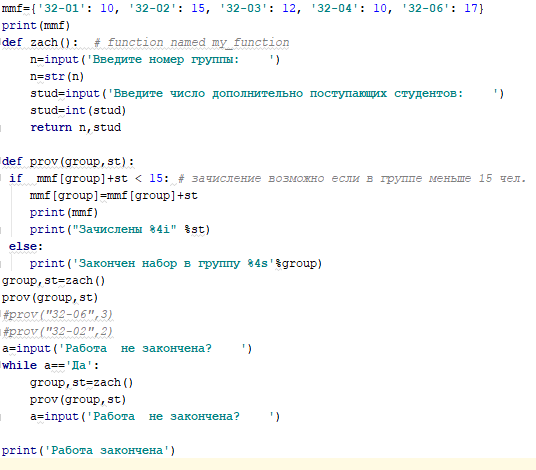 mmf={'32-01': 10, '32-02': 15, '32-03': 12, '32-04': 10, '32-06': 17}
print(mmf)
def zach():  # function named my_function
    n=input('Введите номер группы:    ')
    n=str(n)
    stud=input('Введите число дополнительно поступающих студентов:    ')
    stud=int(stud)
    return n,stud

def prov(group,st):
 if  mmf[group]+st < 15: # зачисление возможно если в группе меньше 15 чел.
    mmf[group]=mmf[group]+st
    print(mmf)
    print("Зачислены %4i" %st)
 else:
    print('Закончен набор в группу %4s'%group)
group,st=zach()
prov(group,st)
#prov("32-06",3)
#prov("32-02",2)
a=input('Работа  не закончена?    ')
while a=='Да':
    group,st=zach()
    prov(group,st)
    a=input('Работа  не закончена?    ')

print('Работа закончена')